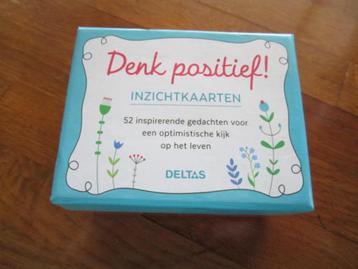 Denk positief!
INZICHTKAARTEN
52 inspirerende gedachten voor
een optimistische kijk
op het leven
DELTAS